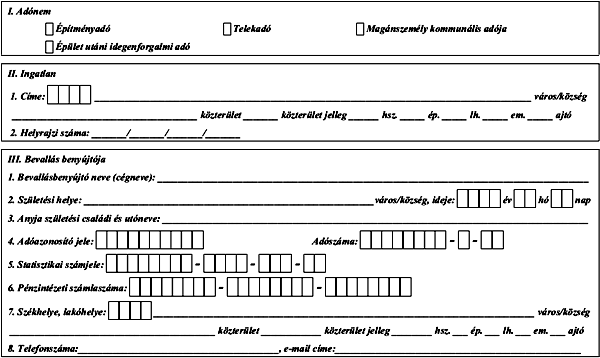 I. Adónem
Építményadó Telekadó Magánszemély kommunális adója
Épület utáni idegenforgalmi adó
II. Ingatlan
1. Címe: város/község
közterület közterület jelleg hsz. ép. lh. em. ajtó
2. Helyrajzi száma: / / /
III. Bevallás benyújtója
1. Bevallásbenyújtó neve (cégneve):
2. Születési helye: város/község, ideje: év hó nap
3. Anyja születési családi és utóneve:
4. Adóazonosító jele: Adószáma: - -
5. Statisztikai számjele: - - -
6. Pénzintézeti számlaszáma: - -
7. Székhelye, lakóhelye: város/község
közterület közterület jelleg hsz. ép. lh. em. ajtó
8. Telefonszáma: , e-mail címe: